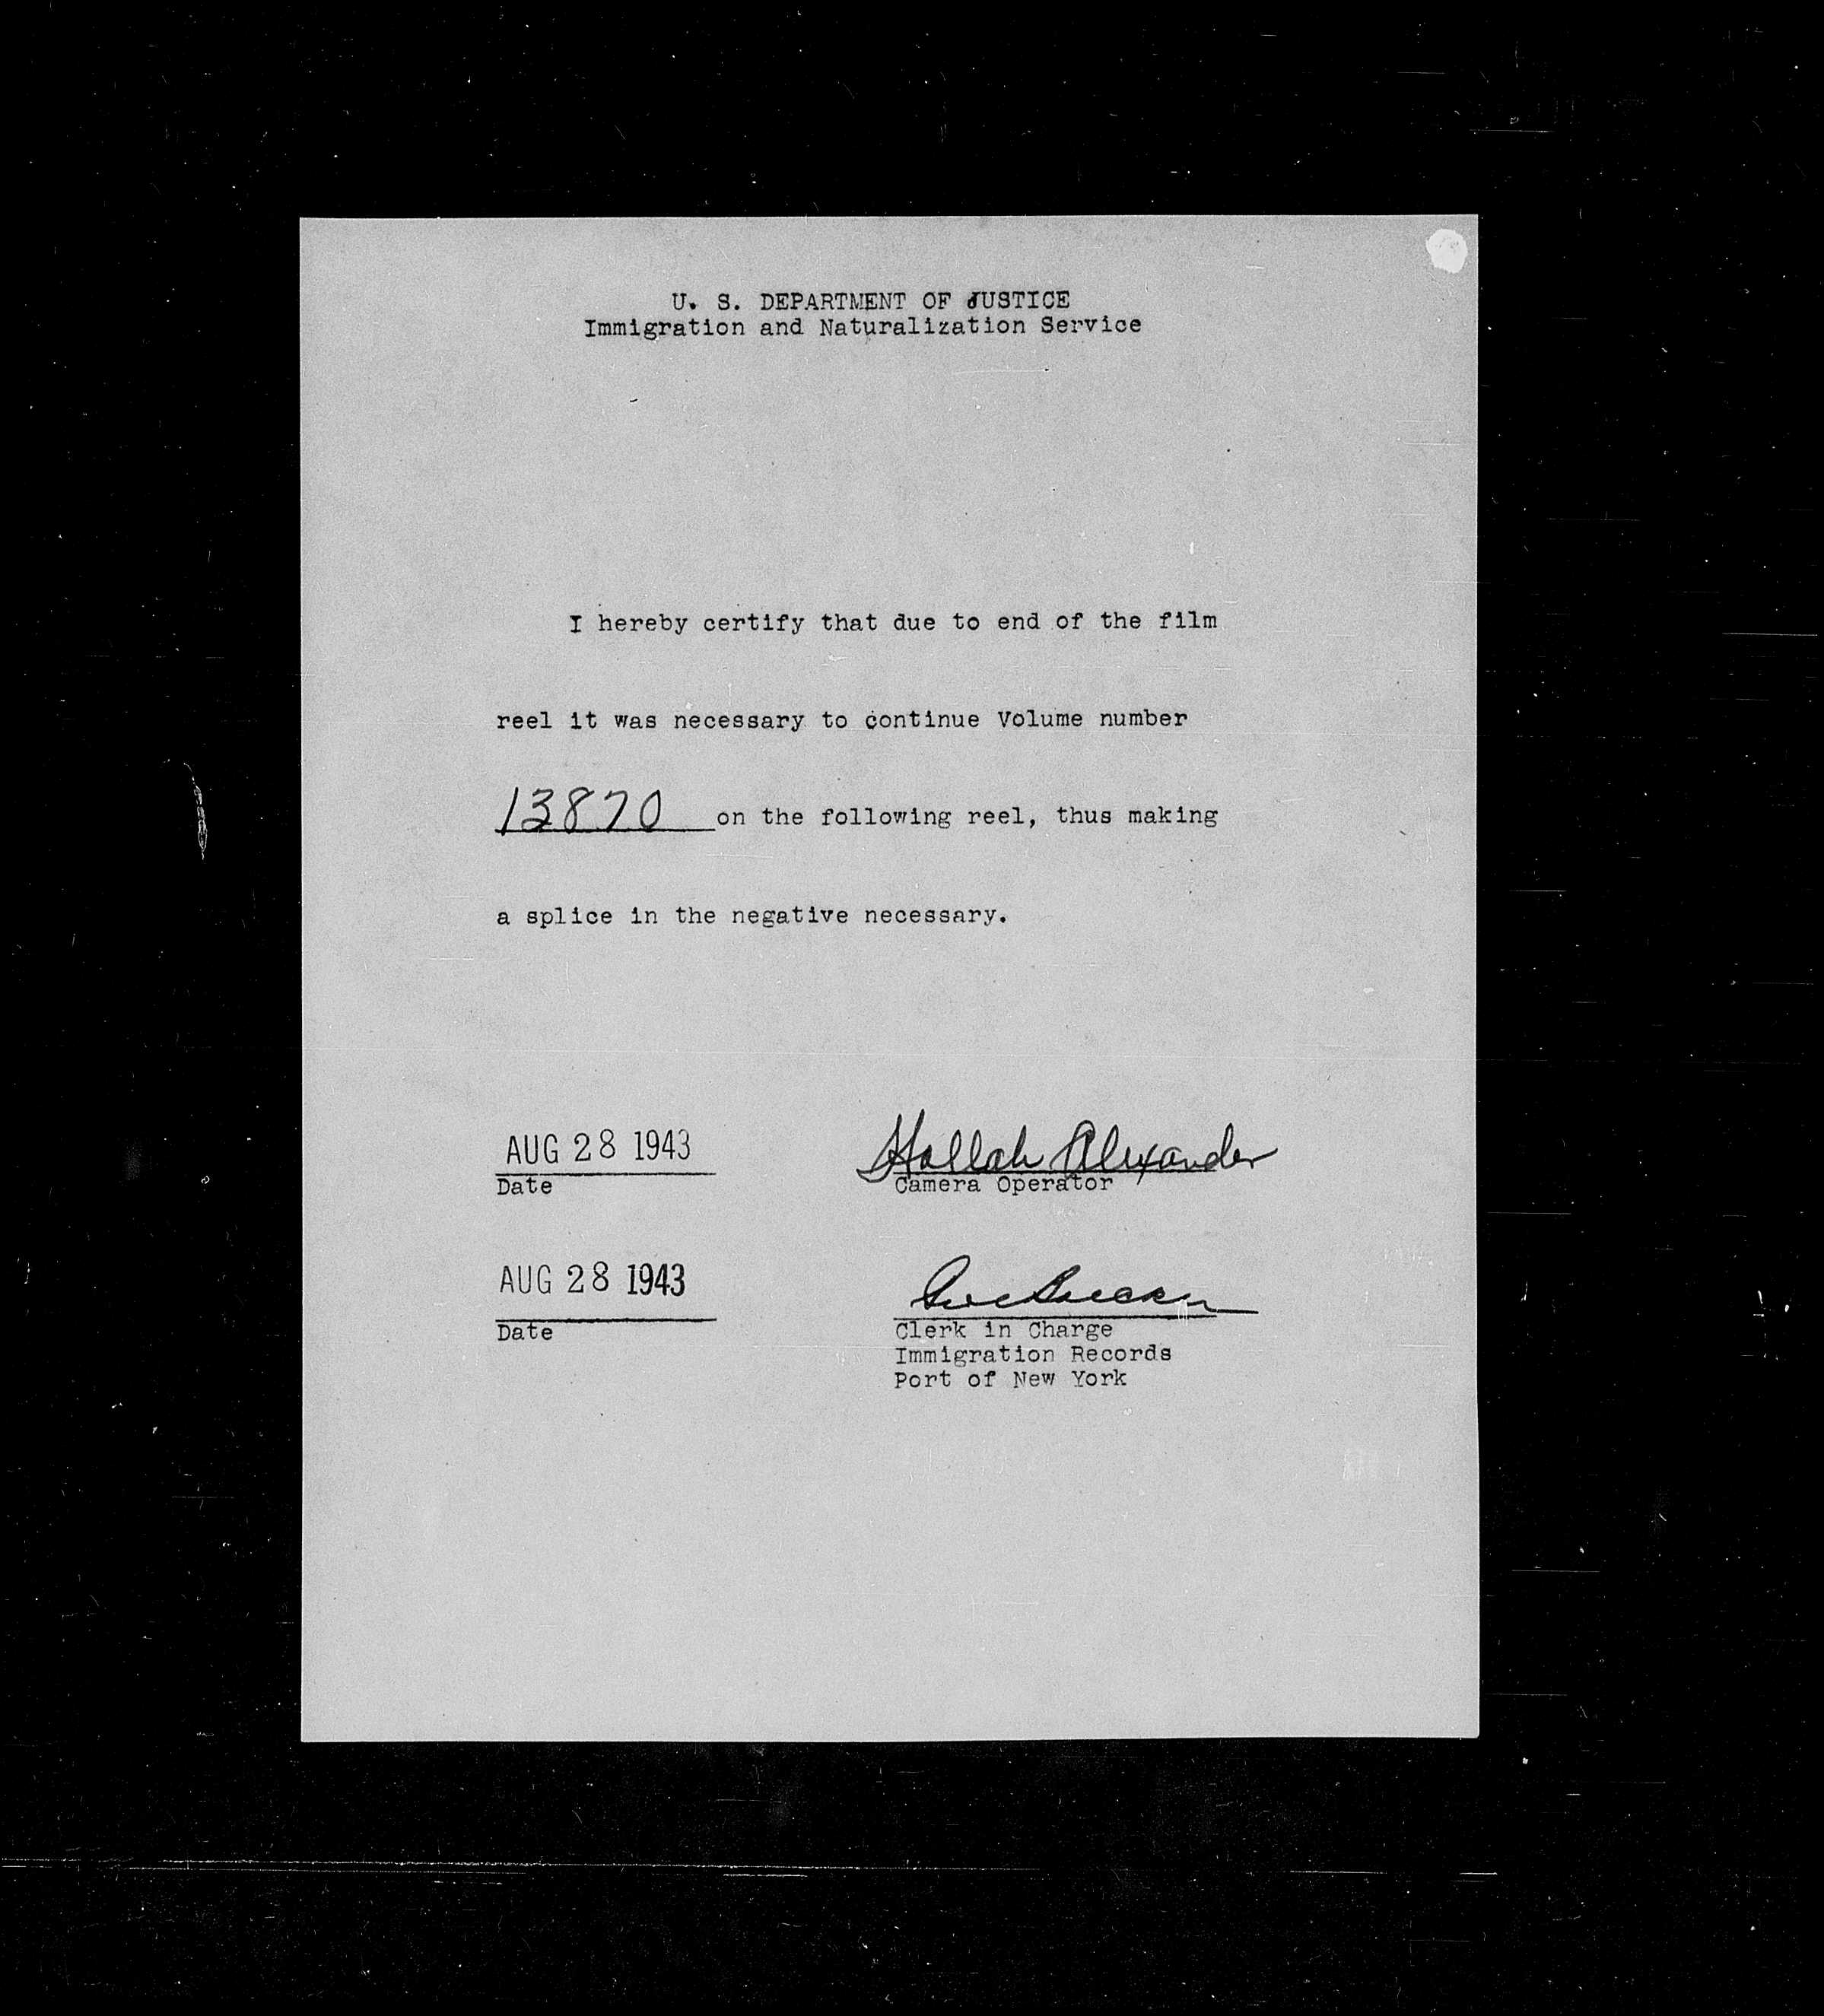 U. S. DEPARTMENT OF JUSTICE
Immigration and Naturalization Service
I hereby certify that due to end of the film
reel it was necessary to continue Volume number
13870 on the following reel, thus making
a splice in the negative necessary.
AUG 28 1943
Hallah Alexander
Date
Camera Operator
AUG 28 1943
Date
Clerk in Charge
Immigration Records
Port of New York